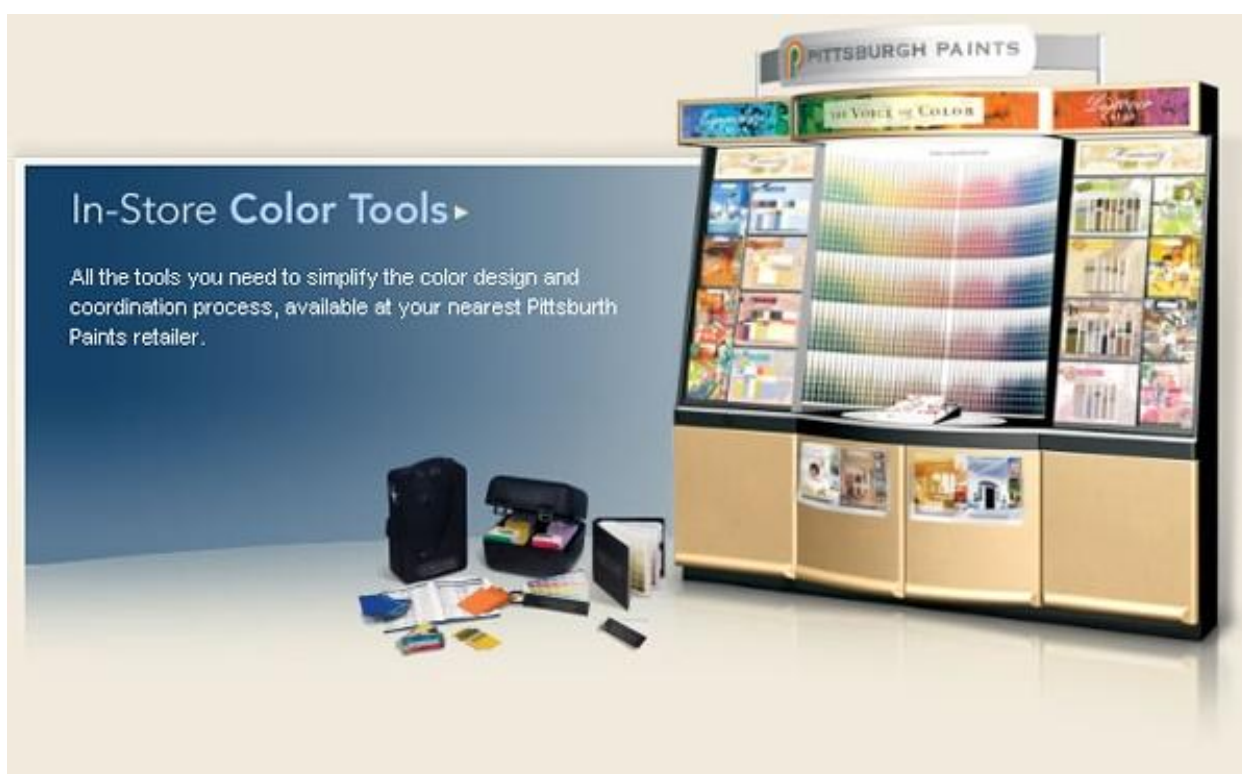 PITTSBURGH PAINTS
THE VOICE OF COLOR
In-Store Color Tools
All the tools you need to simplify the color design and
coordination process, available at your nearest Pittsburth
Paints retailer.